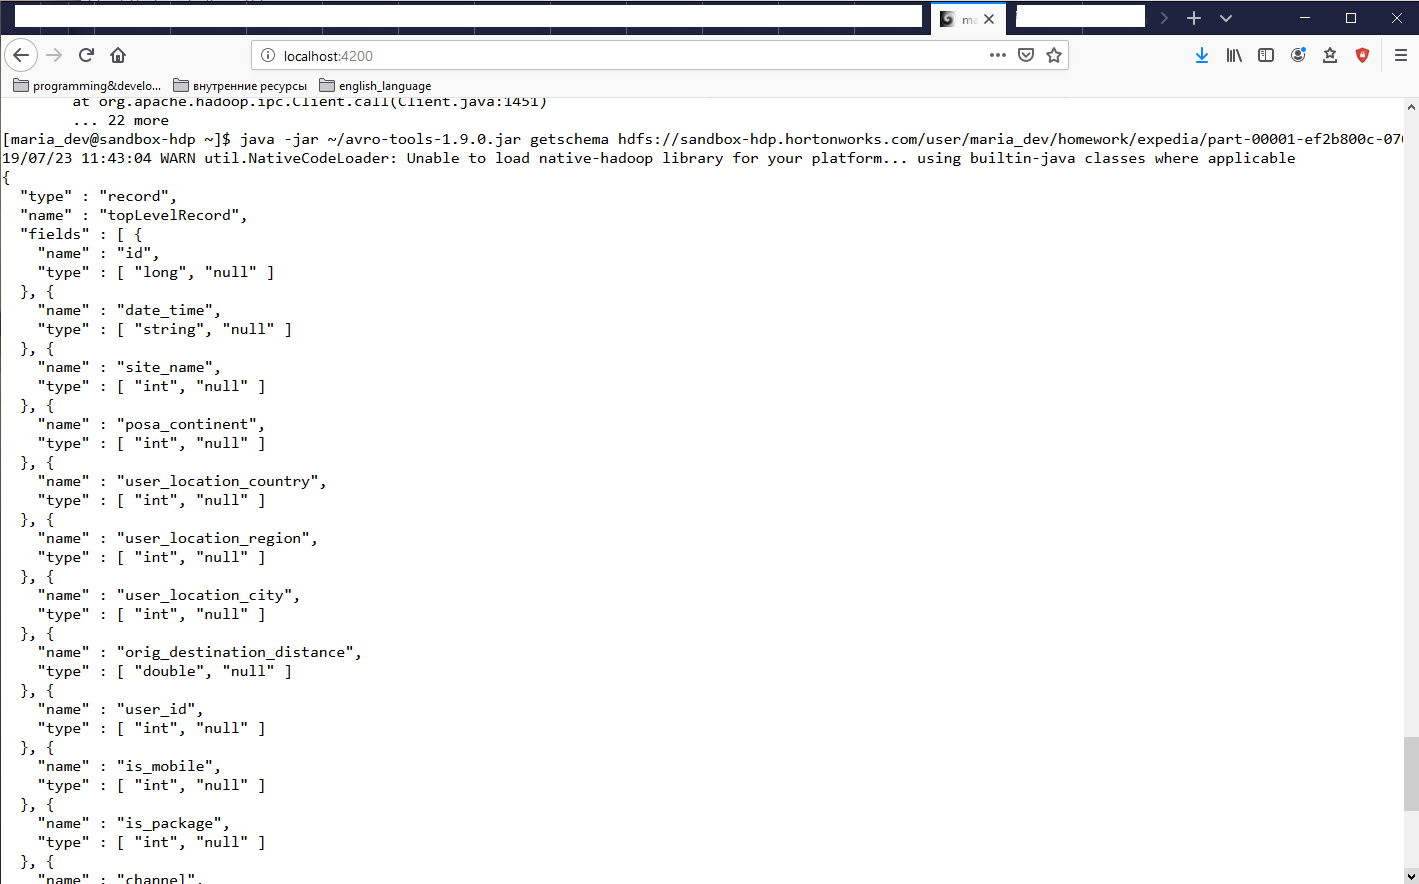 ma
localhost:4200
programming&develo...
внутренние ресурсы
english_language
at org.apache.hadoop.ipc.Client.call(Client.java:1451)
... 22 more
[maria_dev@sandbox-hdp ~]$ java -jar ~/avro-tools-1.9.0.jar getschema hdfs://sandbox-hdp.hortonworks.com/user/maria_dev/homework/expedia/part-00001-ef2b800c-070
19/07/23 11:43:04 WARN util.NativeCodeLoader: Unable to load native-hadoop library for your platform... using builtin-java classes where applicable
{
"type" : "record",
"name" : "topLevelRecord",
"fields" : [ {
"name" : "id",
"type" : [ "long", "null" ]
}, {
"name" : "date_time",
"type" : [ "string", "null" ]
}, {
"name" : "site_name",
"type" : [ "int", "null" ]
}, {
"name" : "posa_continent",
"type" : [ "int", "null" ]
}, {
"name" : "user_location_country",
"type" : [ "int", "null" ]
}, {
"name" : "user_location_region",
"type" : [ "int", "null" ]
}, {
"name" : "user_location_city",
"type" : [ "int", "null" ]
}, {
"name" : "orig_destination_distance",
"type" : [ "double", "null" ]
}, {
"name" : "user_id",
"type" : [ "int", "null" ]
}, {
"name" : "is_mobile",
"type" : [ "int", "null" ]
}, {
"name" : "is_package",
"type" : [ "int", "null" ]
}, {
"name" : "channel",